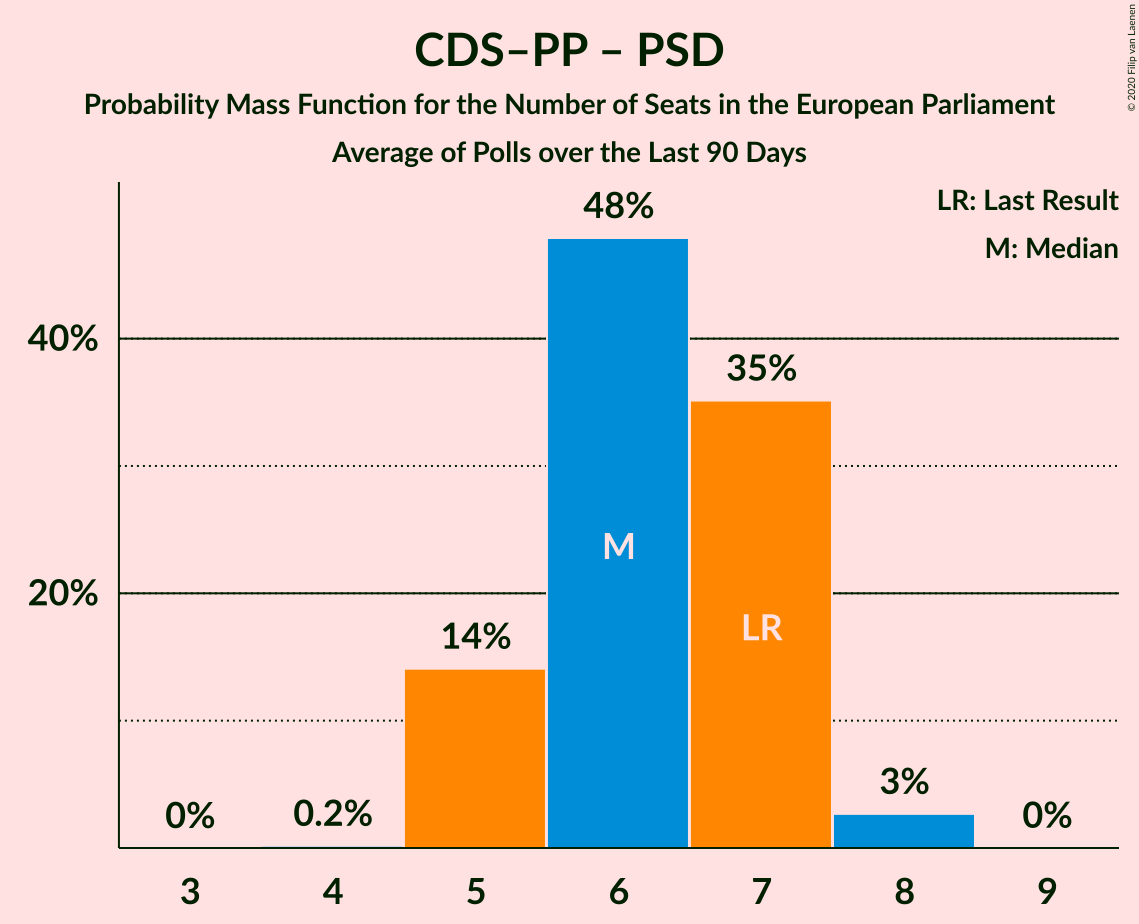 CDS–PP – PSD
Probability Mass Function for the Number of Seats in the European Parliament
Average of Polls over the Last 90 Days
© 2020 Filip van Laenen
LR: Last Result
M: Median
48%
40%
35%
M
20%
LR
14%
3%
0%
0.2%
0%
3 4 5 6 7 8 9